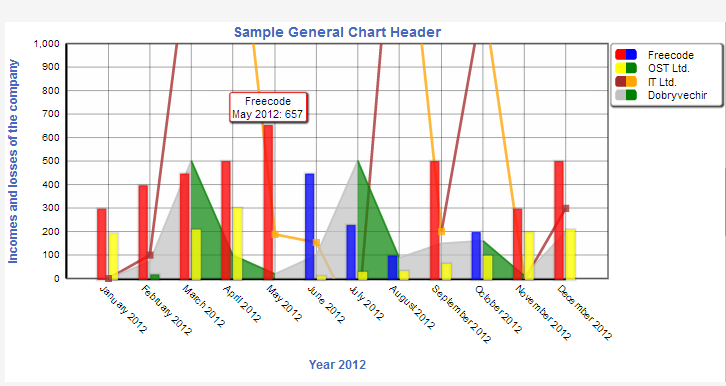 Sample General Chart Header
1,000
900
800
700
600
500
400
300
200
100
0
Incomes and losses of the company
Freecode
May 2012: 657
Freecode
OST Ltd.
IT Ltd.
Dobryvechir
January 2012
February 2012
March 2012
April 2012
May 2012
June 2012
July 2012
August 2012
September 2012
October 2012
November 2012
December 2012
Year 2012